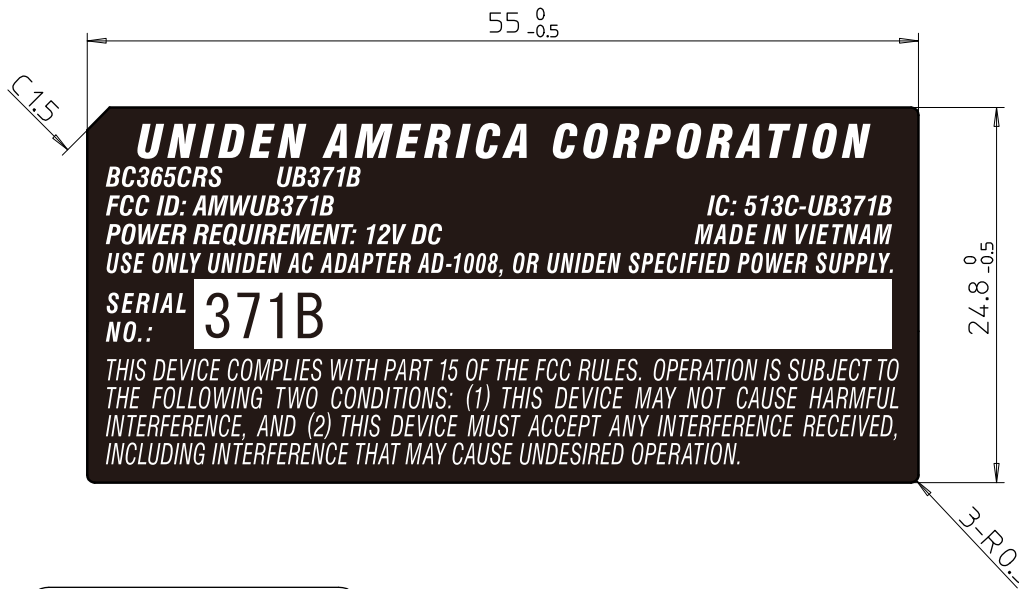 55 0 -0.5
C1.5
UNIDEN AMERICA CORPORATION
BC365CRS UB371B
FCC ID: AMWUB371B IC: 513C-UB371B
POWER REQUIREMENT: 12V DC MADE IN VIETNAM
USE ONLY UNIDEN AC ADAPTER AD-1008, OR UNIDEN SPECIFIED POWER SUPPLY.
SERIAL
NO.: 371B
THIS DEVICE COMPLIES WITH PART 15 OF THE FCC RULES. OPERATION IS SUBJECT TO
THE FOLLOWING TWO CONDITIONS: (1) THIS DEVICE MAY NOT CAUSE HARMFUL
INTERFERENCE, AND (2) THIS DEVICE MUST ACCEPT ANY INTERFERENCE RECEIVED,
INCLUDING INTERFERENCE THAT MAY CAUSE UNDESIRED OPERATION.
24.8 0 -0.5